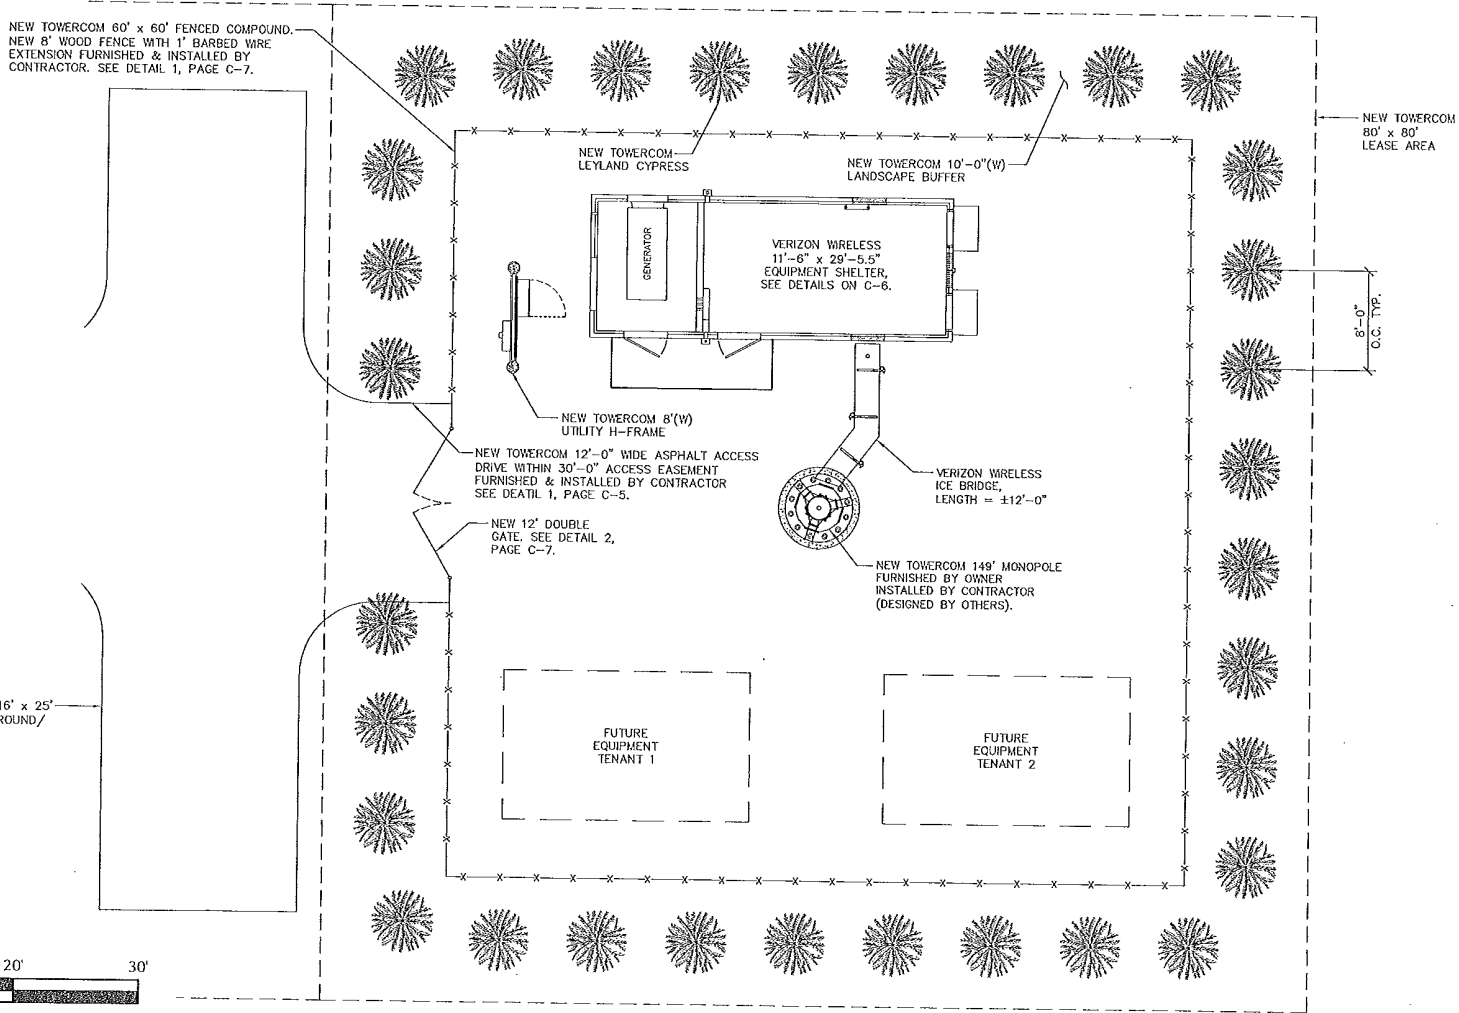 NEW TOWERCOM 60' x 60' FENCED COMPOUND.
NEW 8' WOOD FENCE WITH 1' BARBED WIRE
EXTENSION FURNISHED & INSTALLED BY
CONTRACTOR. SEE DETAIL 1, PAGE C-7.
NEW TOWERCOM
80' x 80'
LEASE AREA
NEW TOWERCOM
LEYLAND CYPRESS
NEW TOWERCOM 10'-0"(W)
LANDSCAPE BUFFER
GENERATOR
VERIZON WIRELESS
11'-6" x 29'-5.5"
EQUIPMENT SHELTER,
SEE DETAILS ON C-6.
8'-0"
O.C. TYP.
NEW TOWERCOM 8'(W)
UTILITY H-FRAME
NEW TOWERCOM 12'-0" WIDE ASPHALT ACCESS
DRIVE WITHIN 30'-0" ACCESS EASEMENT
FURNISHED & INSTALLED BY CONTRACTOR
SEE DEATIL 1, PAGE C-5.
VERIZON WIRELESS
ICE BRIDGE,
LENGTH = ±12'-0"
NEW 12' DOUBLE
GATE. SEE DETAIL 2,
PAGE C-7.
NEW TOWERCOM 149' MONOPOLE
FURNISHED BY OWNER
INSTALLED BY CONTRACTOR
(DESIGNED BY OTHERS).
16' x 25'
ROUND/
FUTURE
EQUIPMENT
TENANT 1
FUTURE
EQUIPMENT
TENANT 2
20' 30'